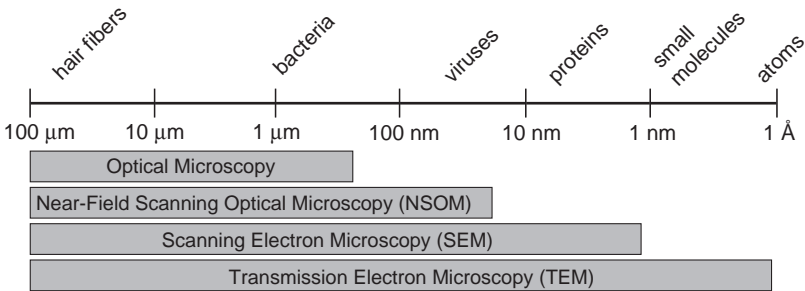 hair fibers
bacteria
viruses
proteins
small
molecules
atoms
100 μm 10 μm 1 μm 100 nm 10 nm 1 nm 1 Å
Optical Microscopy
Near-Field Scanning Optical Microscopy (NSOM)
Scanning Electron Microscopy (SEM)
Transmission Electron Microscopy (TEM)